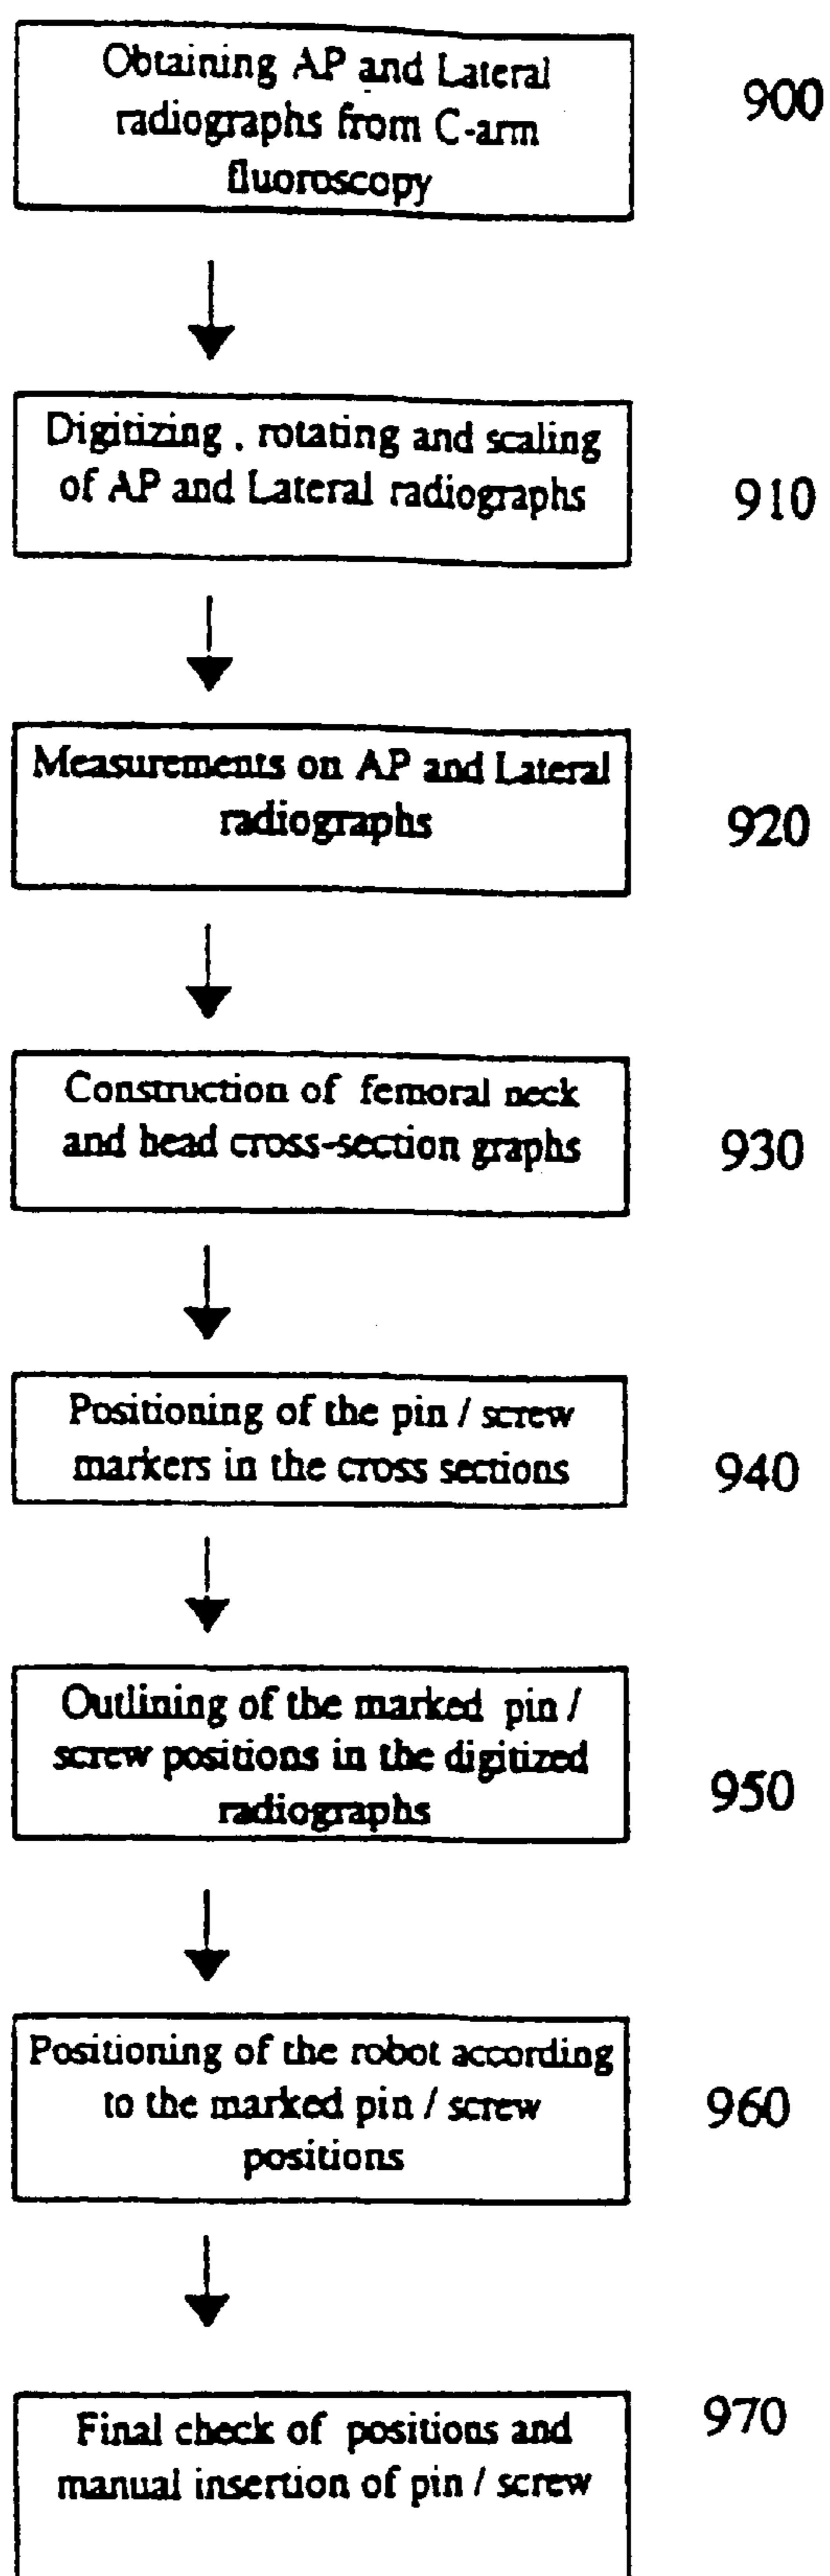 Obtaining AP and Lateral
radiographs from C-arm
fluoroscopy
900
Digitizing , rotating and scaling
of AP and Lateral radiographs
910
Measurements on AP and Lateral
radiographs
920
Construction of femoral neck
and head cross-section graphs
930
Positioning of the pin / screw
markers in the cross sections
940
Outlining of the marked pin /
screw positions in the digitized
radiographs
950
Positioning of the robot according
to the marked pin / screw
positions
960
Final check of positions and
manual insertion of pin / screw
970